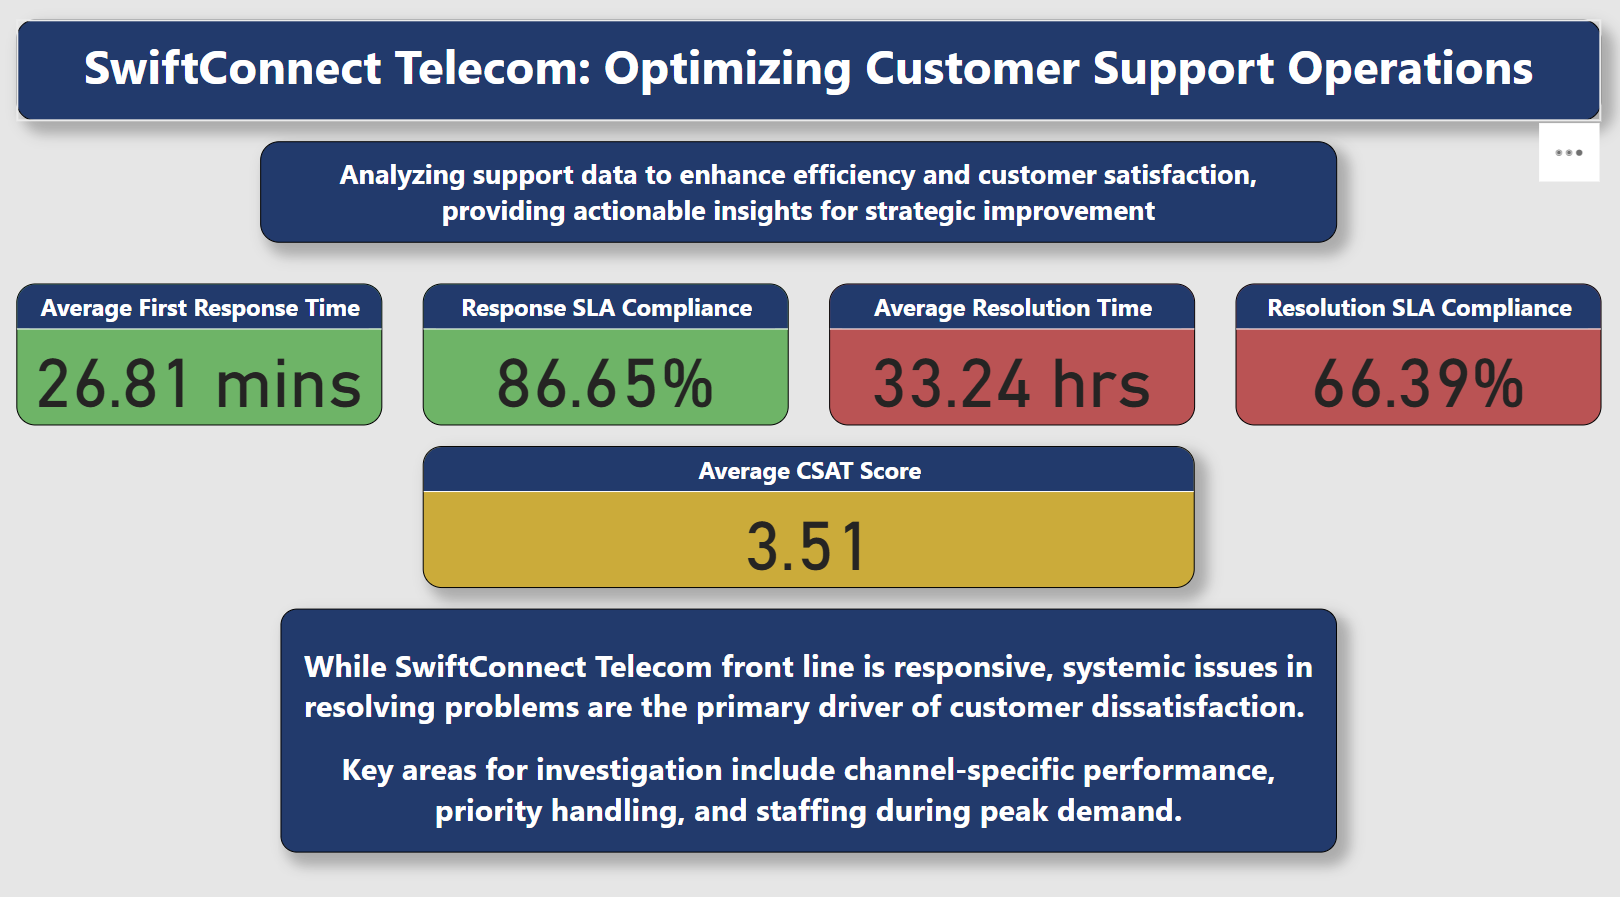 SwiftConnect Telecom: Optimizing Customer Support Operations
Analyzing support data to enhance efficiency and customer satisfaction,
providing actionable insights for strategic improvement
Average First Response Time
26.81 mins
Response SLA Compliance
86.65%
Average Resolution Time
33.24 hrs
Resolution SLA Compliance
66.39%
Average CSAT Score
3.51
While SwiftConnect Telecom front line is responsive, systemic issues in
resolving problems are the primary driver of customer dissatisfaction.
Key areas for investigation include channel-specific performance,
priority handling, and staffing during peak demand.